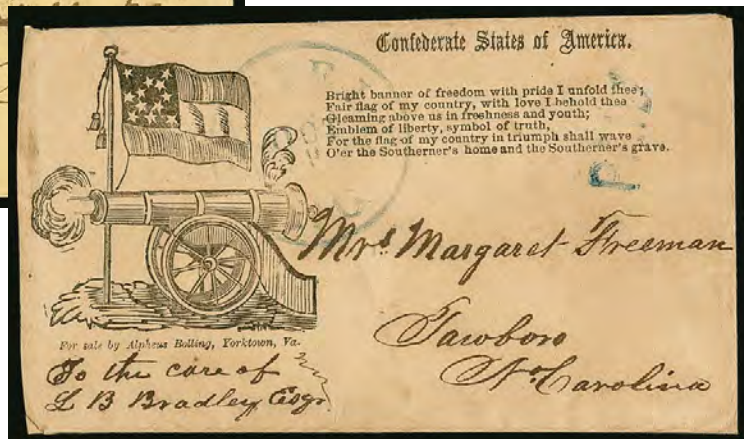 Confederate States of America.
Bright banner of freedom with pride I unfold thee;
Fair flag of my country, with love I behold thee
Gleaming above us in freshness and youth;
Emblem of liberty, symbol of truth,
For the flag of my country in triumph shall wave
O'er the Southerner's home and the Southerner's grave.
Mrs. Margaret Freeman
Tawboro
No. Carolina
For sale by Alpheus Bolling, Yorktown, Va.
To the care of
L B Bradley Esqr